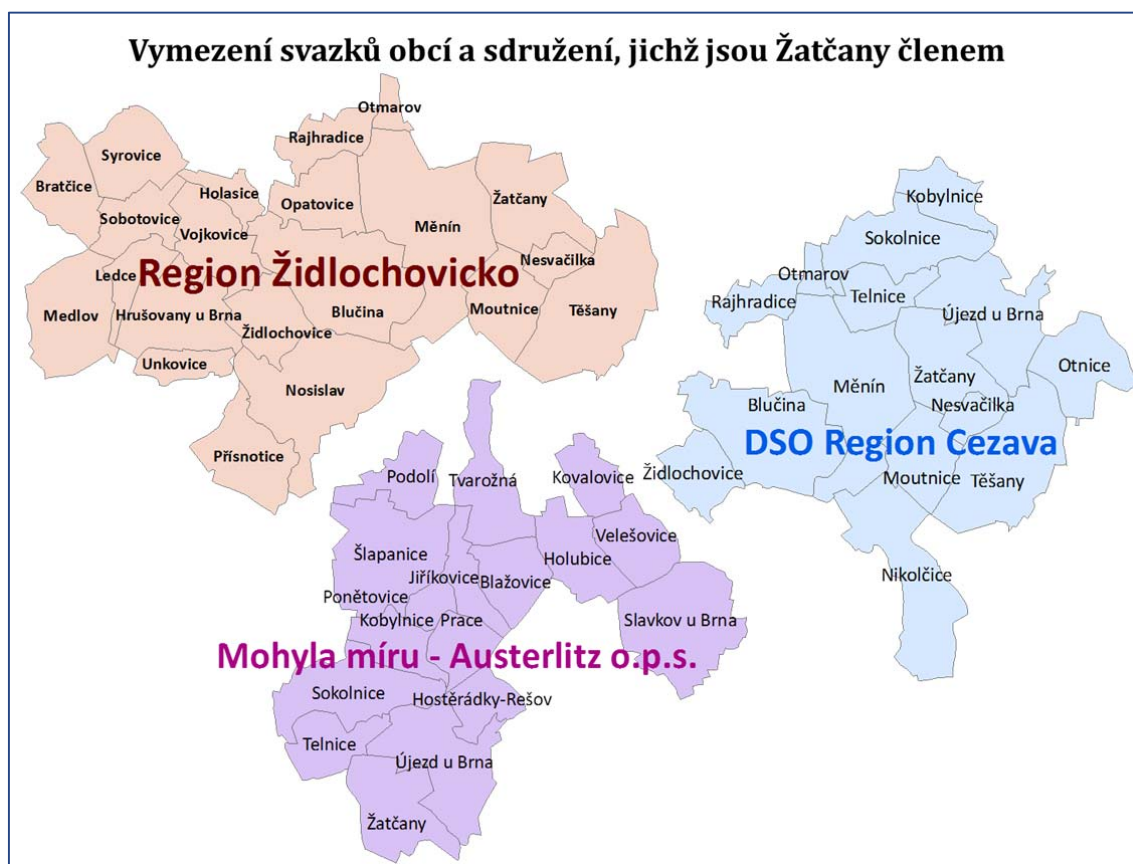 Vymezení svazků obcí a sdružení, jichž jsou Žatčany členem
Otmarov
Rajhradice
Syrovice
Bratčice
Holasice
Žatčany
Opatovice
Sobotovice
Měnín
Vojkovice
Nesvačilka
Ledce
Region Židlochovicko
Medlov
Hrušovany u Brna
Blučina
Moutnice
Těšany
Židlochovice
Unkovice
Nosislav
Přísnotice
Kobylnice
Sokolnice
Otmarov
Rajhradice
Telnice
Újezd u Brna
Otnice
Žatčany
Měnín
Blučina
Nesvačilka
DSO Region Cezava
Židlochovice
Moutnice
Těšany
Nikolčice
Podolí
Tvarožná
Kovalovice
Velešovice
Šlapanice
Holubice
Jiříkovice
Blažovice
Ponětovice
Kobylnice
Prace
Slavkov u Brna
Mohyla míru - Austerlitz o.p.s.
Sokolnice
Hostěrádky-Rešov
Telnice
Újezd u Brna
Žatčany